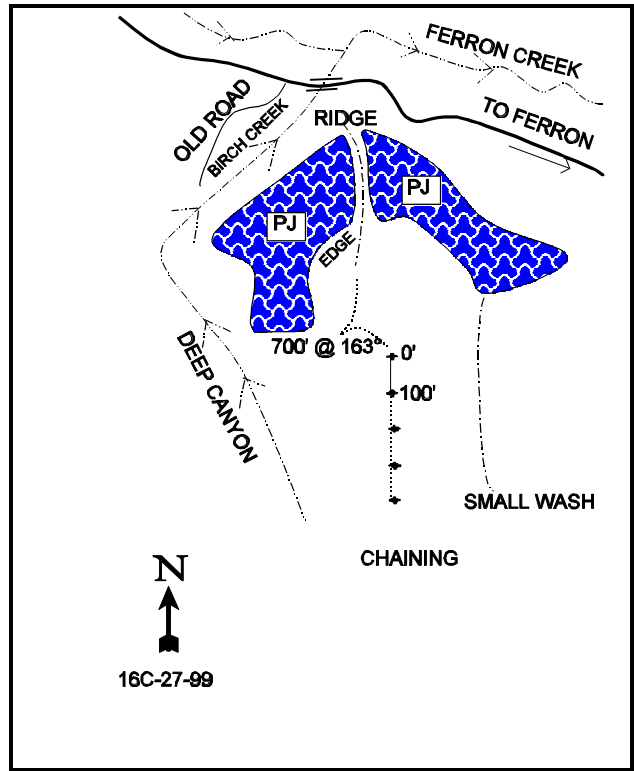 FERRON CREEK
OLD ROAD
BIRCH CREEK
RIDGE
TO FERRON
PJ
PJ
EDGE
700' @ 163°
0'
100'
DEEP CANYON
SMALL WASH
CHAINING
N
16C-27-99